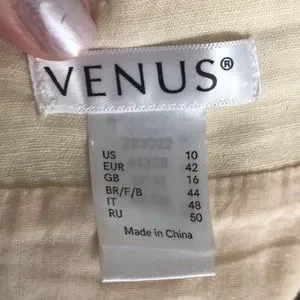 VENUS®
US 10
EUR 42
GB 16
BR/F/B 44
IT 48
RU 50
Made in China